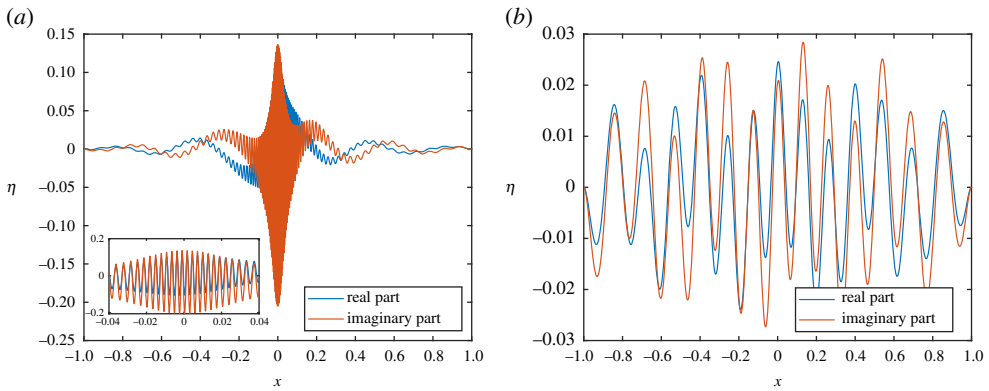 (a)
(b)
0.15
0.10
0.05
0
−0.05
−0.10
−0.15
−0.20
−0.25
η
0.2
0
0.2
−0.04 −0.02 0 0.02 0.04
real part
imaginary part
−1.0 −0.8 −0.6 −0.4 −0.2 0 0.2 0.4 0.6 0.8 1.0
x
0.03
0.02
0.01
0
−0.01
−0.02
−0.03
η
real part
imaginary part
−1.0 −0.8 −0.6 −0.4 −0.2 0 0.2 0.4 0.6 0.8 1.0
x